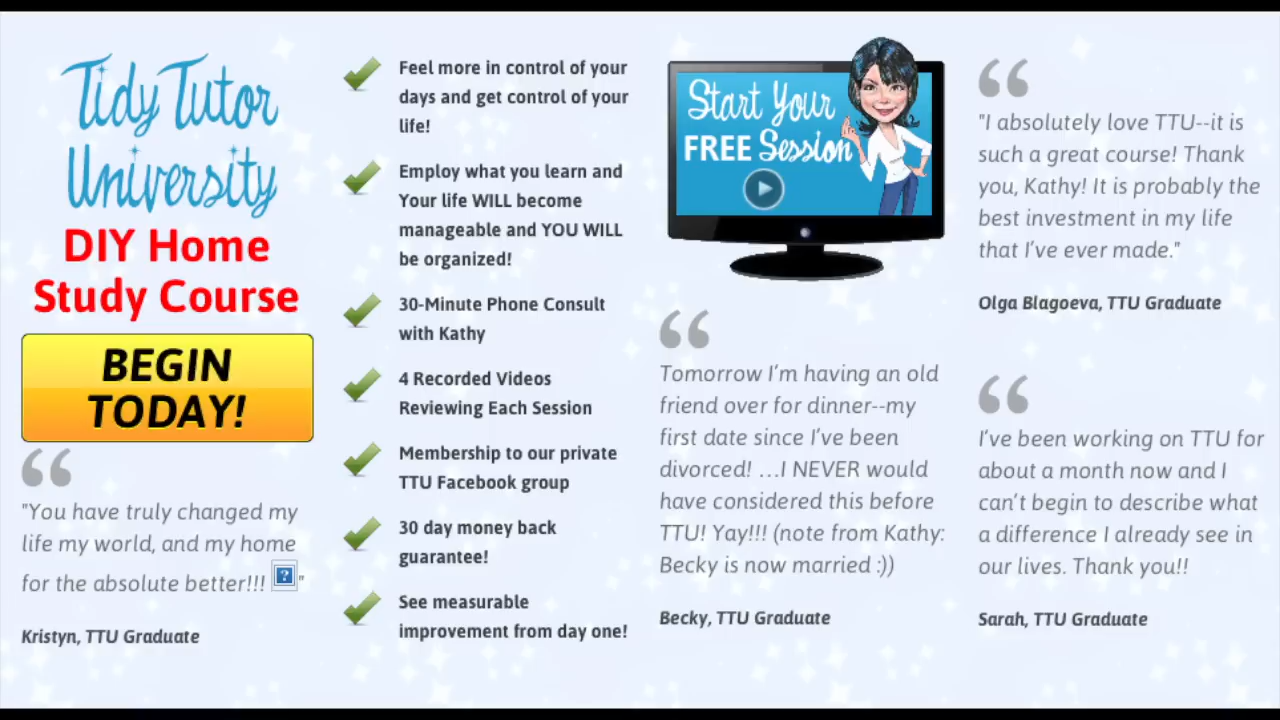 Tidy Tutor
University
DIY Home
Study Course
BEGIN
TODAY!
"You have truly changed my
life my world, and my home
for the absolute better!!! ?"
Kristyn, TTU Graduate
Feel more in control of your
days and get control of your
life!
Employ what you learn and
Your life WILL become
manageable and YOU WILL
be organized!
30-Minute Phone Consult
with Kathy
4 Recorded Videos
Reviewing Each Session
Membership to our private
TTU Facebook group
30 day money back
guarantee!
See measurable
improvement from day one!
Start Your
FREE Session
Tomorrow I'm having an old
friend over for dinner--my
first date since I've been
divorced! …I NEVER would
have considered this before
TTU! Yay!!! (note from Kathy:
Becky is now married :))
Becky, TTU Graduate
"I absolutely love TTU--it is
such a great course! Thank
you, Kathy! It is probably the
best investment in my life
that I've ever made."
Olga Blagoeva, TTU Graduate
I've been working on TTU for
about a month now and I
can't begin to describe what
a difference I already see in
our lives. Thank you!!
Sarah, TTU Graduate